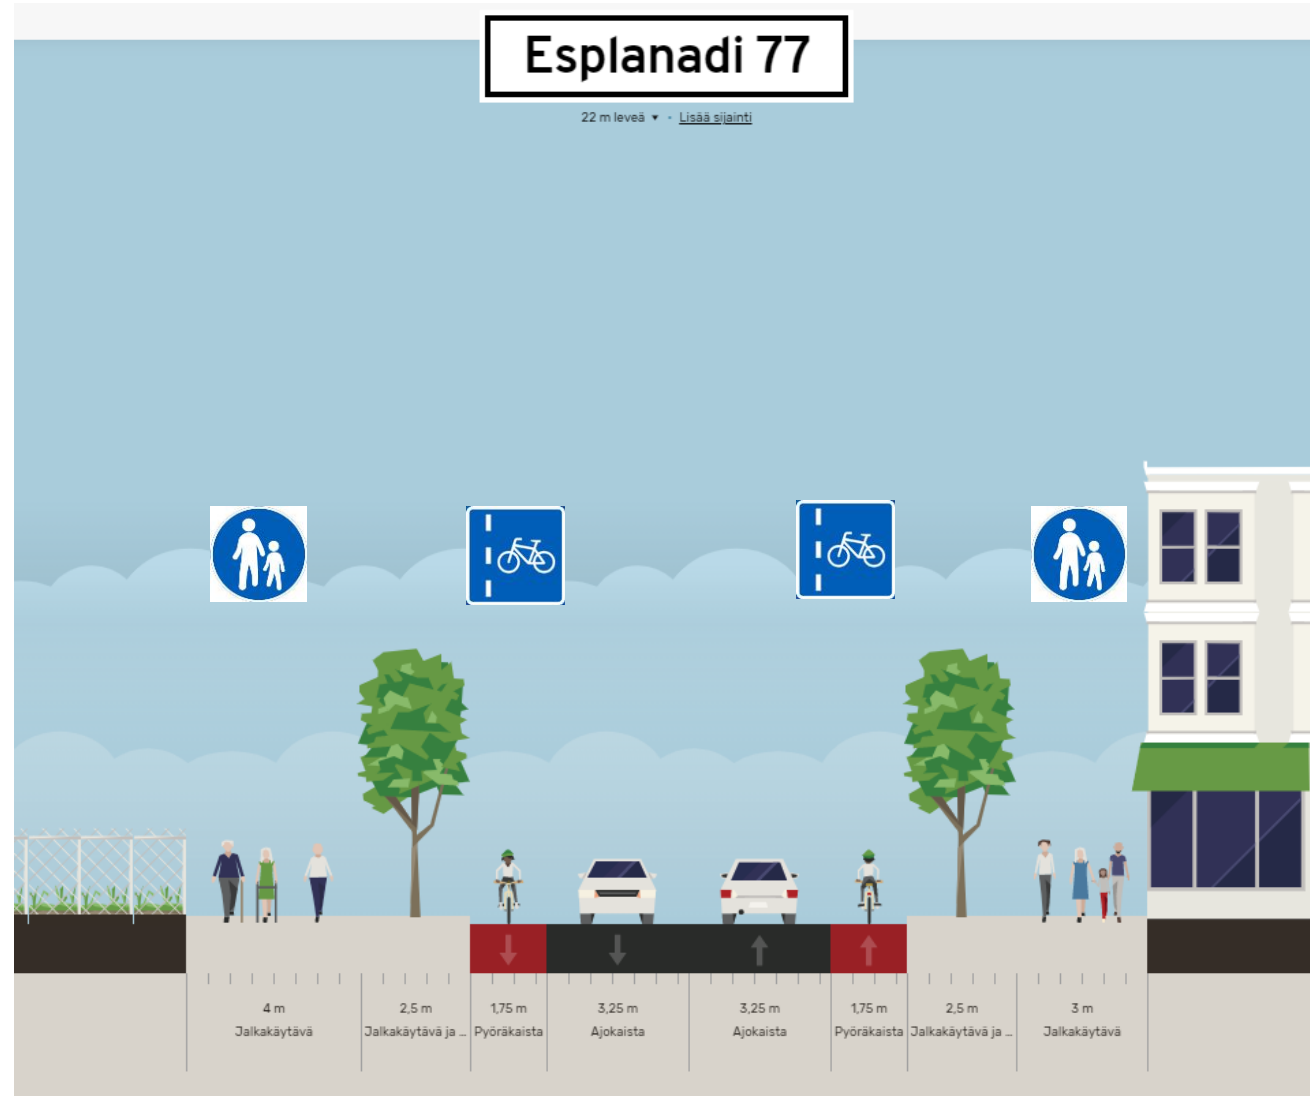 Esplanadi 77
22 m leveä ▾ · Lisää sijainti
4 m 2,5 m 1,75 m 3,25 m 3,25 m 1,75 m 2,5 m 3 m
Jalkakäytävä Jalkakäytävä ja ... Pyöräkaista Ajokaista Ajokaista Pyöräkaista Jalkakäytävä ja ... Jalkakäytävä